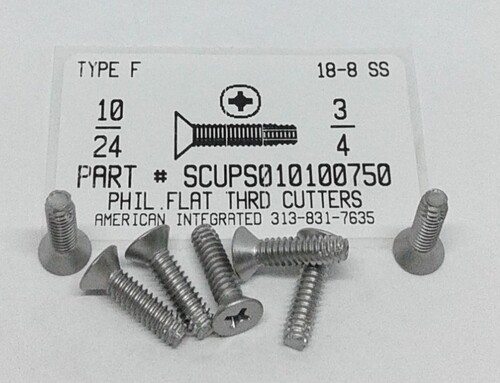 TYPE F 18-8 SS
10/24 3/4
PART # SCUPS010100750
PHIL.FLAT THRD CUTTERS
AMERICAN INTEGRATED 313-831-7635